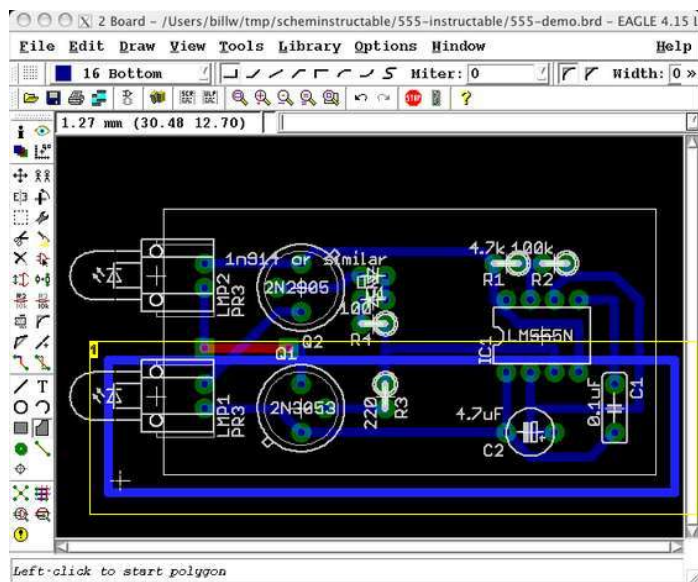 2 Board - /Users/billw/tmp/scheminstructable/555-instructable/555-demo.brd - EAGLE 4.15 L
File Edit Draw View Tools Library Options Window Help
16 Bottom Miter: 0 Width: 0 »
STOP ?
1.27 mm (30.48 12.70)
1n914 or similar
4.7k 100k
2N2905
R1 R2
LMP2
PR3
100
R4
LM555N
IC1
Q2
Q1
1
LMP1
PR3
2N3053
220
R3
4.7uF
C2
0.1uF
C1
Left-click to start polygon